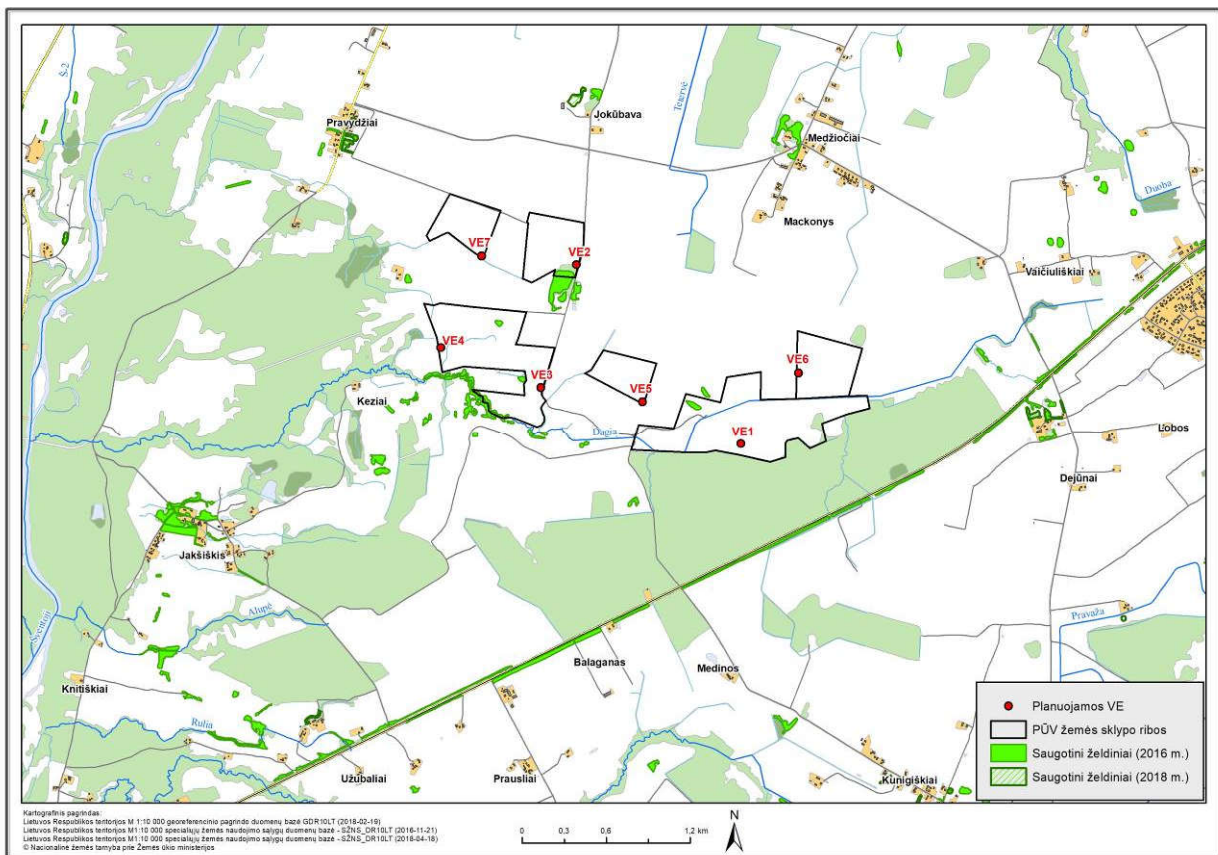 Š-2
Pravydžiai
Jokūbava
Tetervė
Medžiočiai
Duoba
Mackonys
VE7
VE2
Vaičiuliškiai
VE4
VE3
VE6
VE5
Keziai
Dagia
VE1
Lobos
Dejūnai
Jakšiškis
Alupė
Šventoji
Pravaža
Balaganas
Medinos
Knitiškiai
Rulia
Užubaliai
Prausliai
Kunigiškiai
Planuojamos VE
PŪV žemės sklypo ribos
Saugotini želdiniai (2016 m.)
Saugotini želdiniai (2018 m.)
Kartografinis pagrindas:
Lietuvos Respublikos teritorijos M 1:10 000 georeferencinio pagrindo duomenų bazė GDR10LT (2018-02-19)
Lietuvos Respublikos teritorijos M1:10 000 specialiųjų žemės naudojimo sąlygų duomenų bazė - SŽNS_DR10LT (2016-11-21)
Lietuvos Respublikos teritorijos M1:10 000 specialiųjų žemės naudojimo sąlygų duomenų bazė - SŽNS_DR10LT (2018-04-18)
© Nacionalinė žemės tarnyba prie Žemės ūkio ministerijos
0 0,3 0,6 1,2 km
N